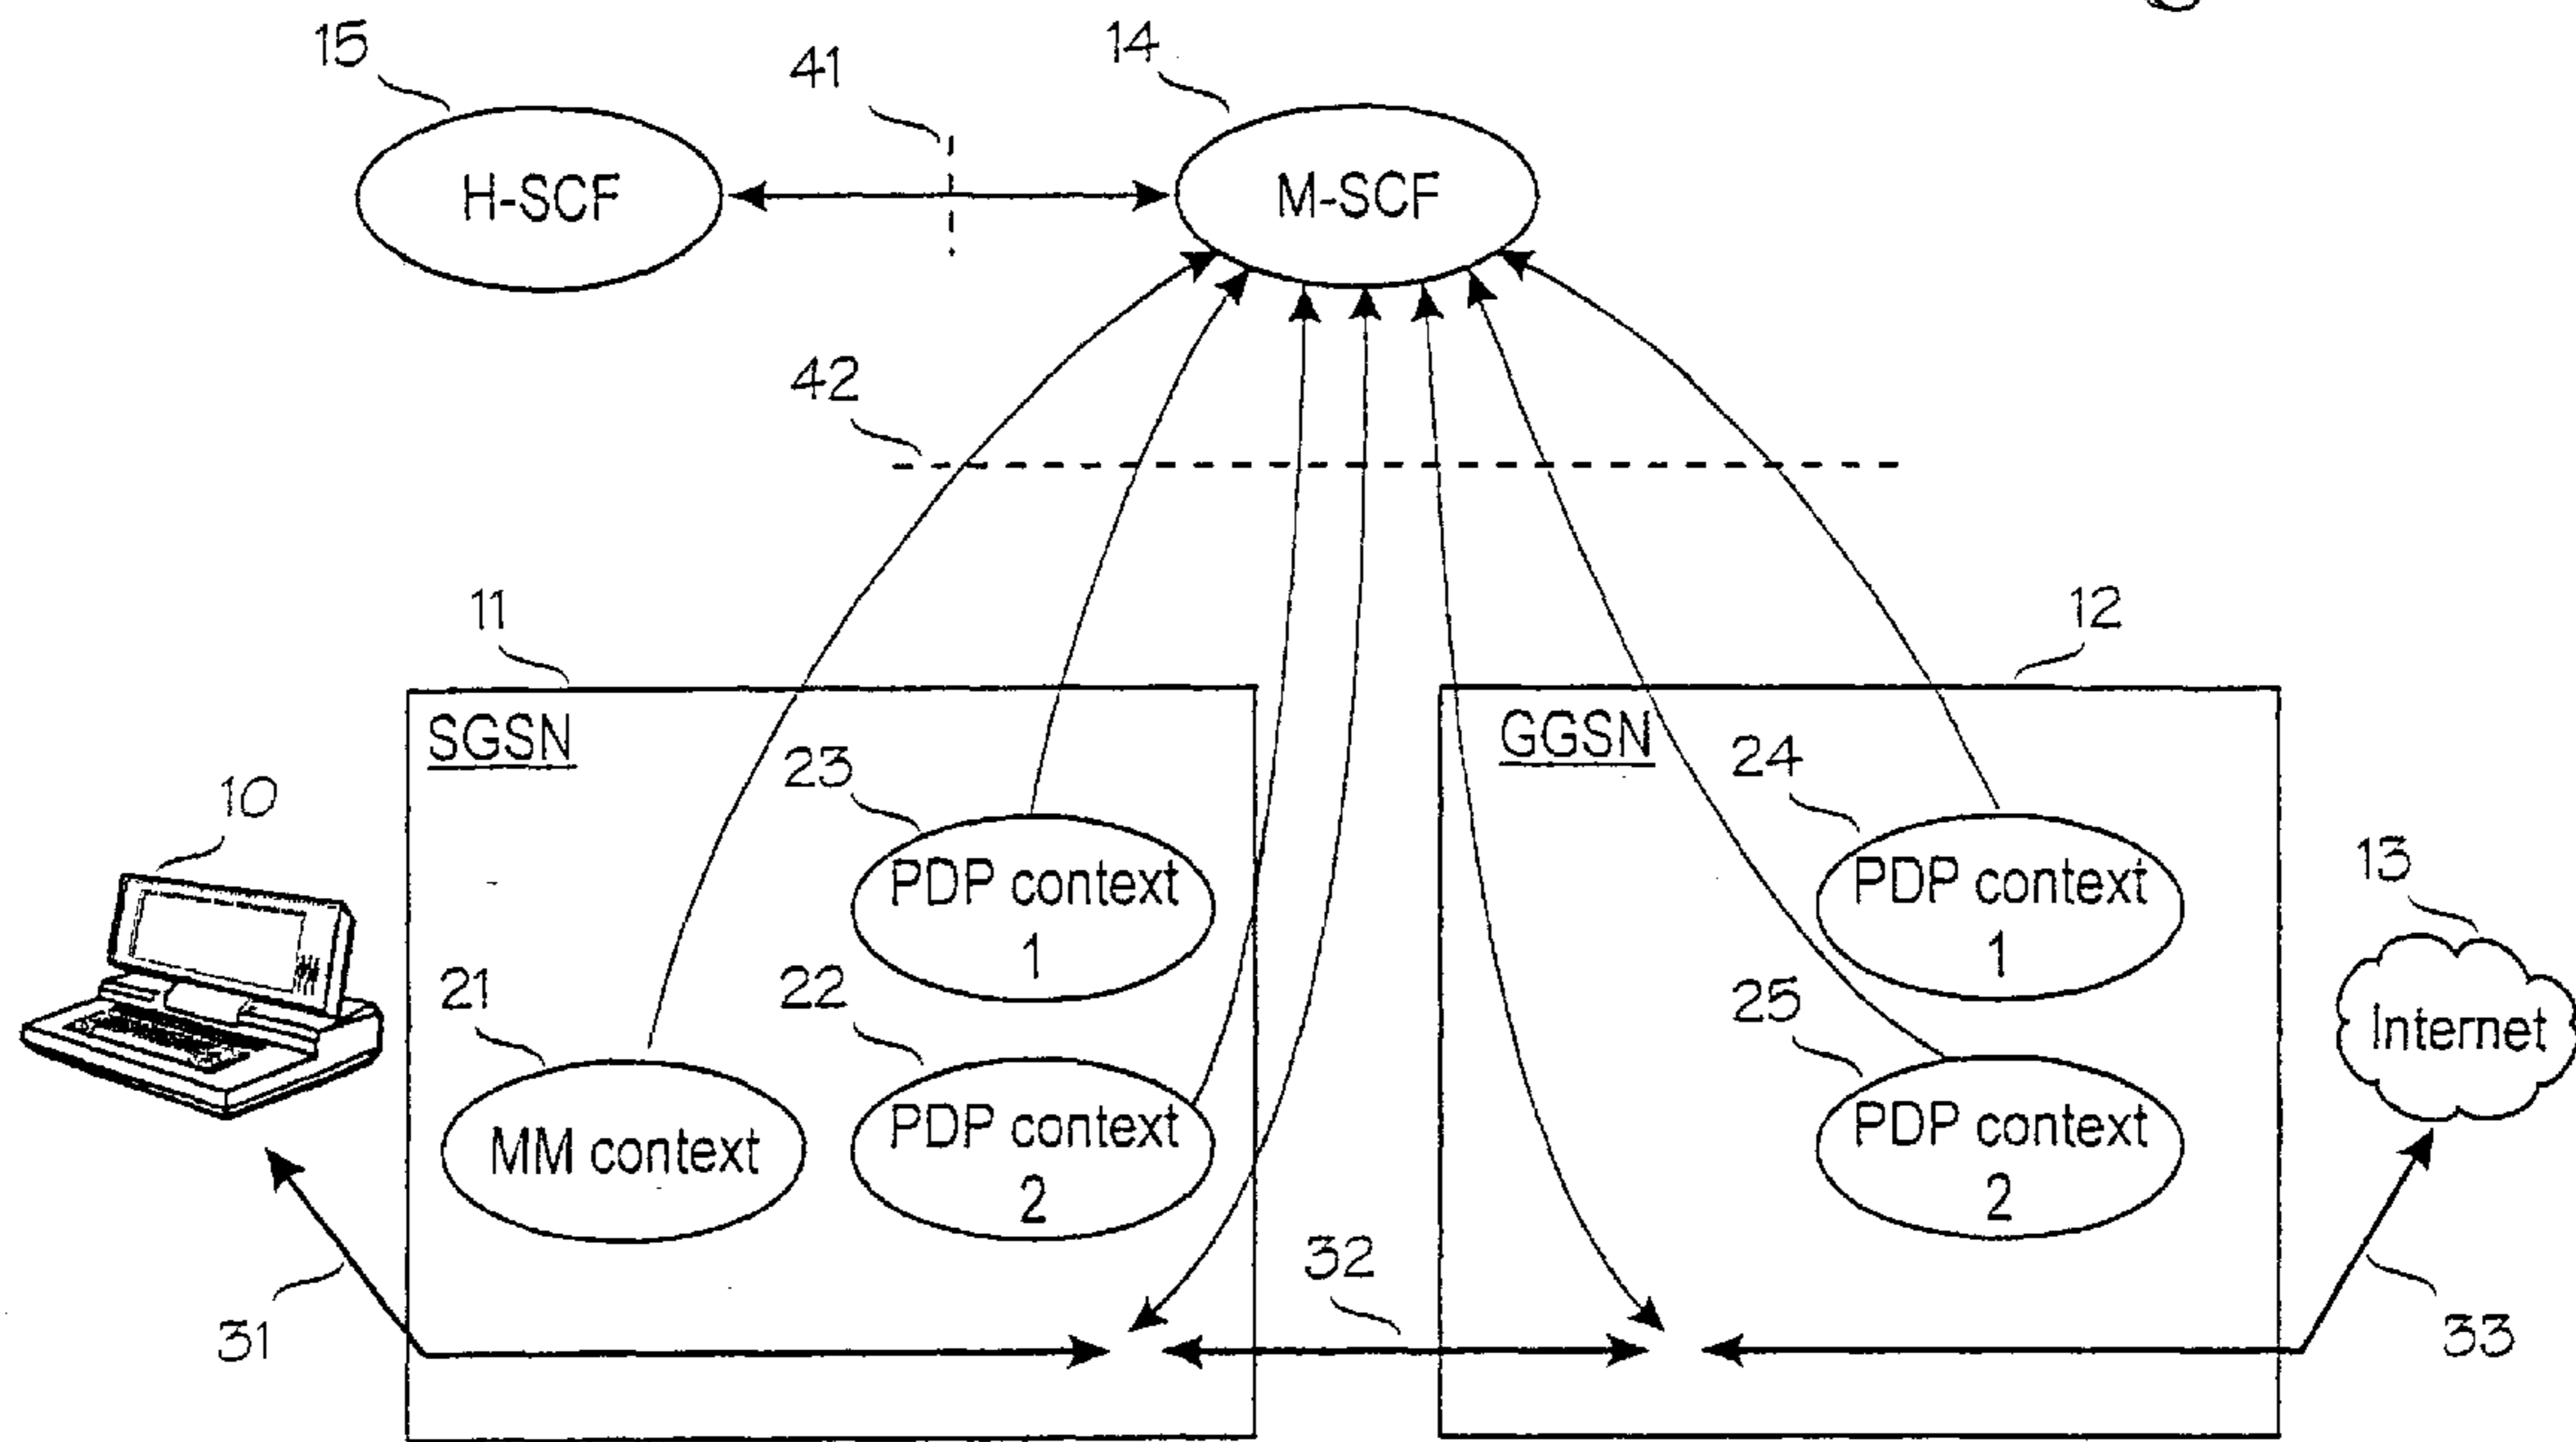 15
41
14
H-SCF
M-SCF
42
11
12
SGSN
GGSN
10
23
24
13
PDP context
1
PDP context
1
21
22
25
Internet
MM context
PDP context
2
PDP context
2
31
32
33